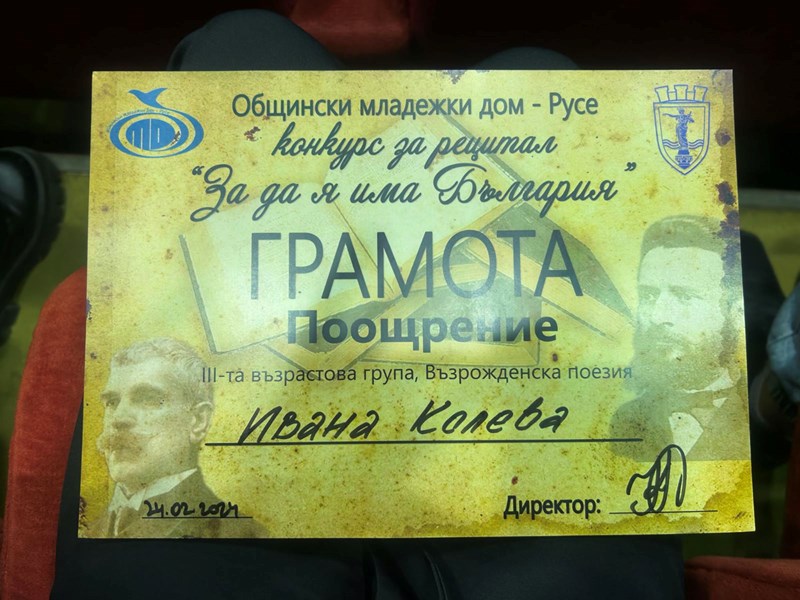 Общински младежки дом - Русе
конкурс за рецитал
"За да я има България"
ГРАМОТА
Поощрение
III-та възрастова група, Възрожденска поезия
Ивана Колева
24.02.2024
Директор: